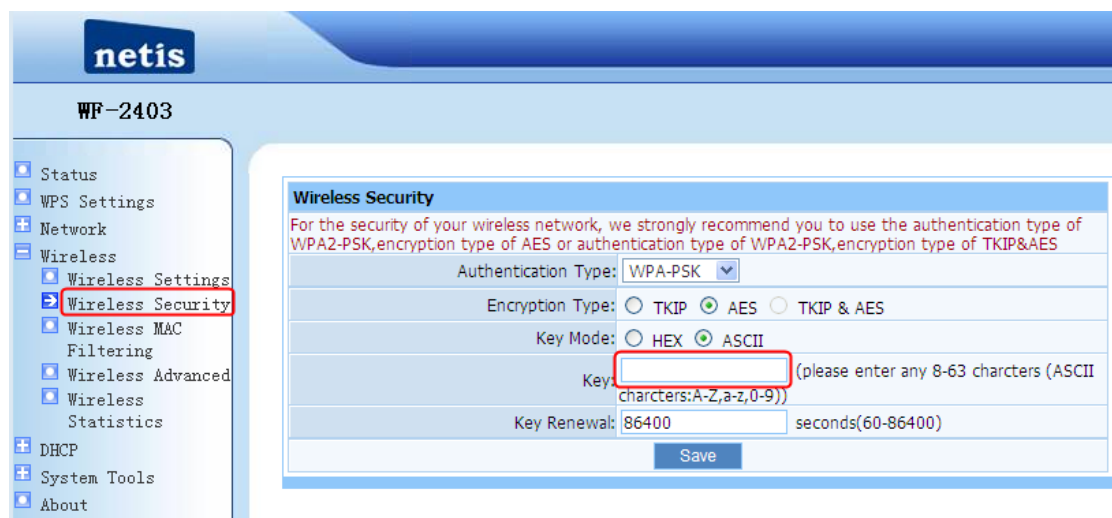 netis
WF-2403
Status
WPS Settings
Network
Wireless
Wireless Settings
Wireless Security
Wireless MAC
Filtering
Wireless Advanced
Wireless
Statistics
DHCP
System Tools
About
Wireless Security
For the security of your wireless network, we strongly recommend you to use the authentication type of
WPA2-PSK,encryption type of AES or authentication type of WPA2-PSK,encryption type of TKIP&AES
Authentication Type: WPA-PSK
Encryption Type: TKIP AES TKIP & AES
Key Mode: HEX ASCII
Key: (please enter any 8-63 charcters (ASCII
charcters:A-Z,a-z,0-9))
Key Renewal: 86400 seconds(60-86400)
Save